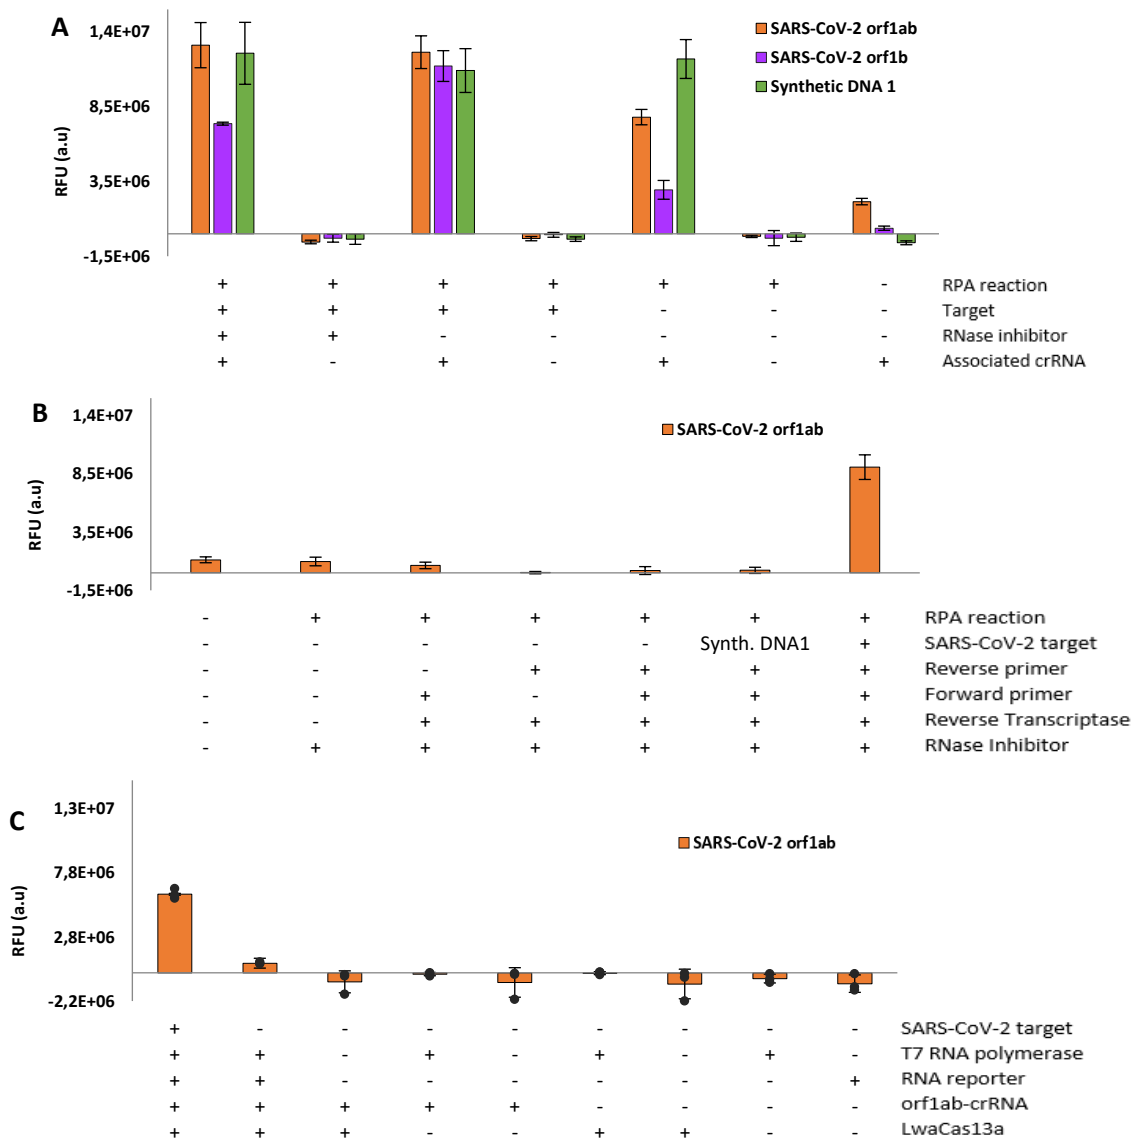 A
1,4E+07
8,5E+06
3,5E+06
-1,5E+06
RFU (a.u)
SARS-CoV-2 orf1ab
SARS-CoV-2 orf1b
Synthetic DNA 1
+ + + + + + - RPA reaction
+ + + + - - - Target
+ + - - - - - RNase inhibitor
+ - + - + - + Associated crRNA
B
1,4E+07
8,5E+06
3,5E+06
-1,5E+06
RFU (a.u)
SARS-CoV-2 orf1ab
- + + + + + + RPA reaction
- - - - - Synth. DNA1 + SARS-CoV-2 target
- - - + + + + Reverse primer
- - + - + + + Forward primer
- - + + + + + Reverse Transcriptase
- + + + + + + RNase Inhibitor
C
1,3E+07
7,8E+06
2,8E+06
-2,2E+06
RFU (a.u)
SARS-CoV-2 orf1ab
+ - - - - - - - - SARS-CoV-2 target
+ + - + - + - + - T7 RNA polymerase
+ + - - - - - - + RNA reporter
+ + + + + - - - - orf1ab-crRNA
+ + + - - + + - - LwaCas13a